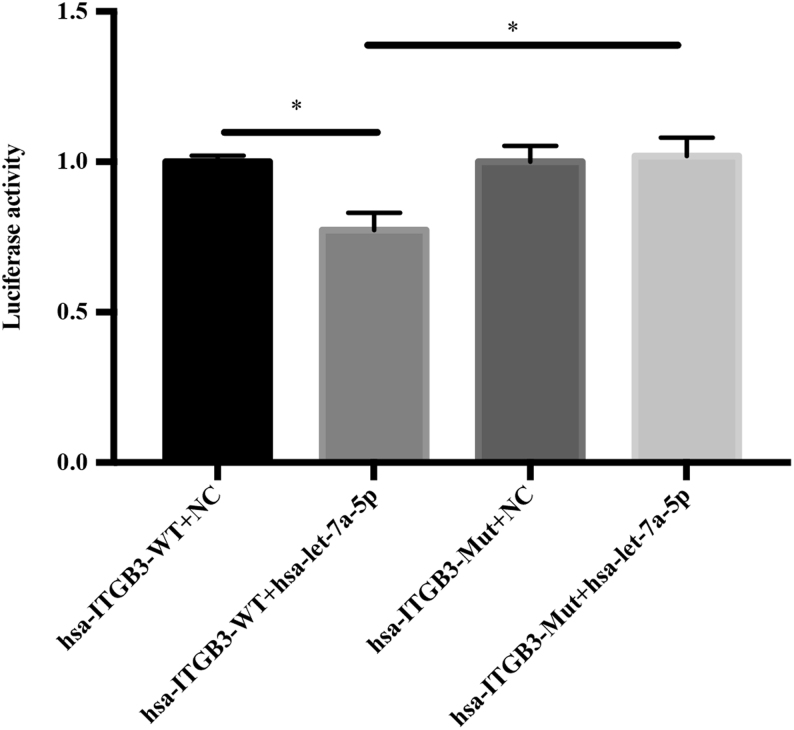 1.5
*
*
1.0
0.5
0.0
Luciferase activity
hsa-ITGB3-WT+NC
hsa-ITGB3-WT+hsa-let-7a-5p
hsa-ITGB3-Mut+NC
hsa-ITGB3-Mut+hsa-let-7a-5p